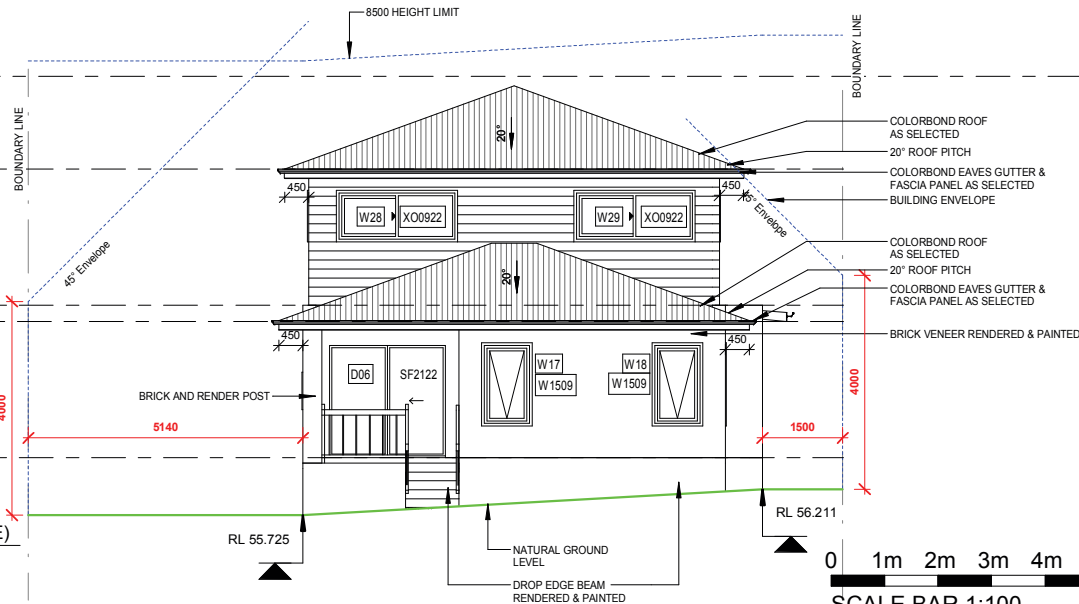 8500 HEIGHT LIMIT
BOUNDARY LINE
BOUNDARY LINE
COLORBOND ROOF
AS SELECTED
20° ROOF PITCH
COLORBOND EAVES GUTTER &
FASCIA PANEL AS SELECTED
BUILDING ENVELOPE
20°
450
450
45° Envelope
45° Envelope
W28
XO0922
W29
XO0922
COLORBOND ROOF
AS SELECTED
20° ROOF PITCH
COLORBOND EAVES GUTTER &
FASCIA PANEL AS SELECTED
20°
BRICK VENEER RENDERED & PAINTED
450
450
D06
SF2122
W17
W1509
W18
W1509
BRICK AND RENDER POST
4000
4000
5140
1500
RL 55.725
RL 56.211
NATURAL GROUND
LEVEL
DROP EDGE BEAM
RENDERED & PAINTED
0 1m 2m 3m 4m
SCALE BAR 1:100